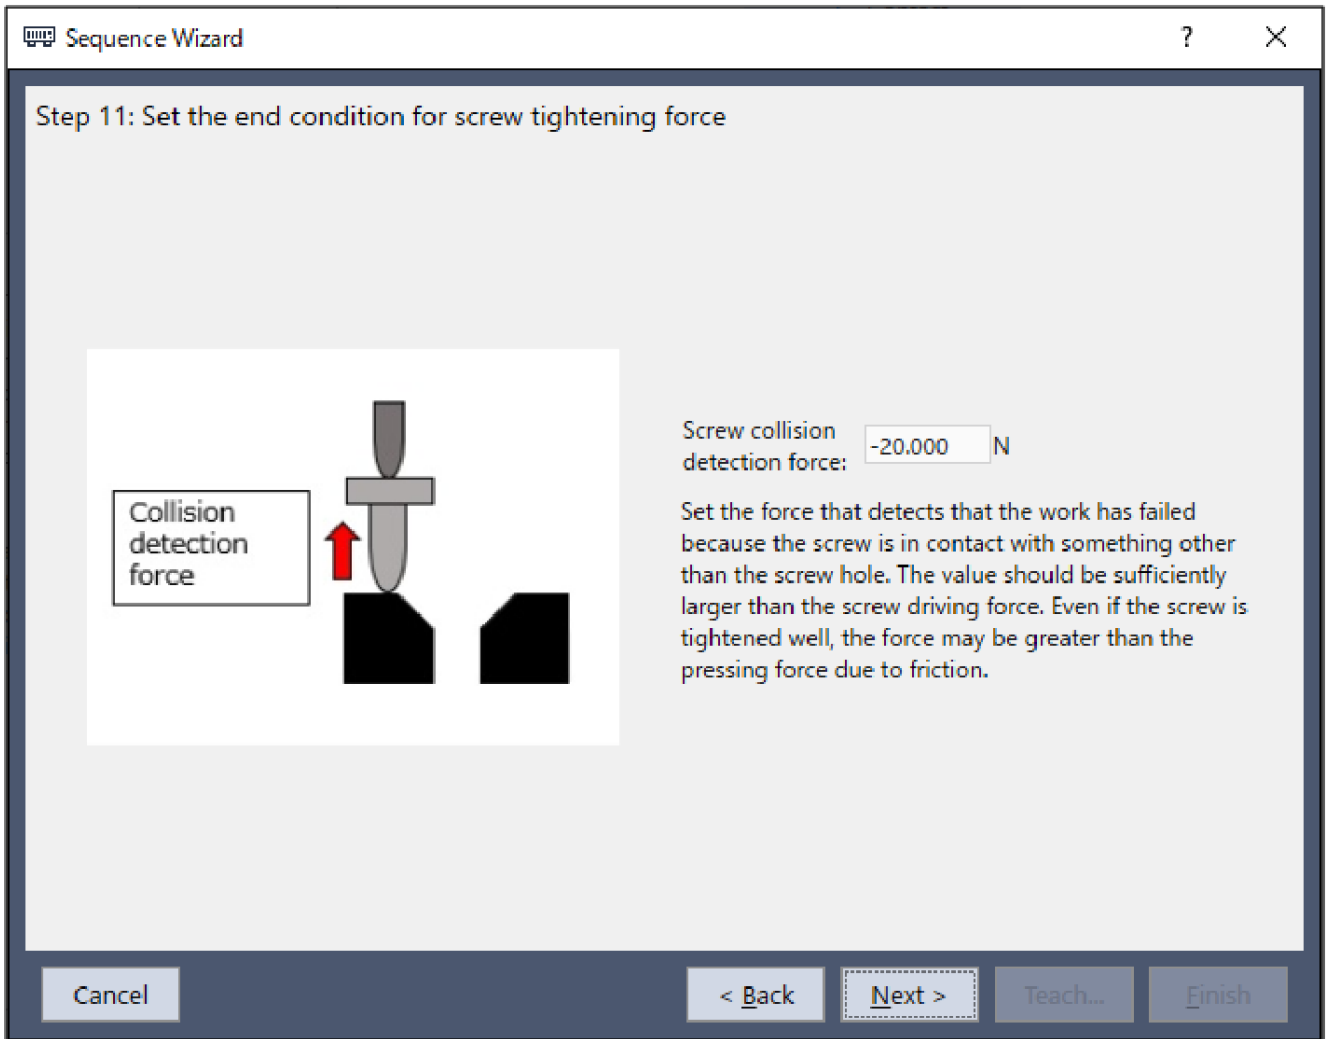 Sequence Wizard
?
Step 11: Set the end condition for screw tightening force
Collision
detection
force
Screw collision
detection force:
-20.000 N
Set the force that detects that the work has failed
because the screw is in contact with something other
than the screw hole. The value should be sufficiently
larger than the screw driving force. Even if the screw is
tightened well, the force may be greater than the
pressing force due to friction.
Cancel
< Back
Next >
Teach...
Finish